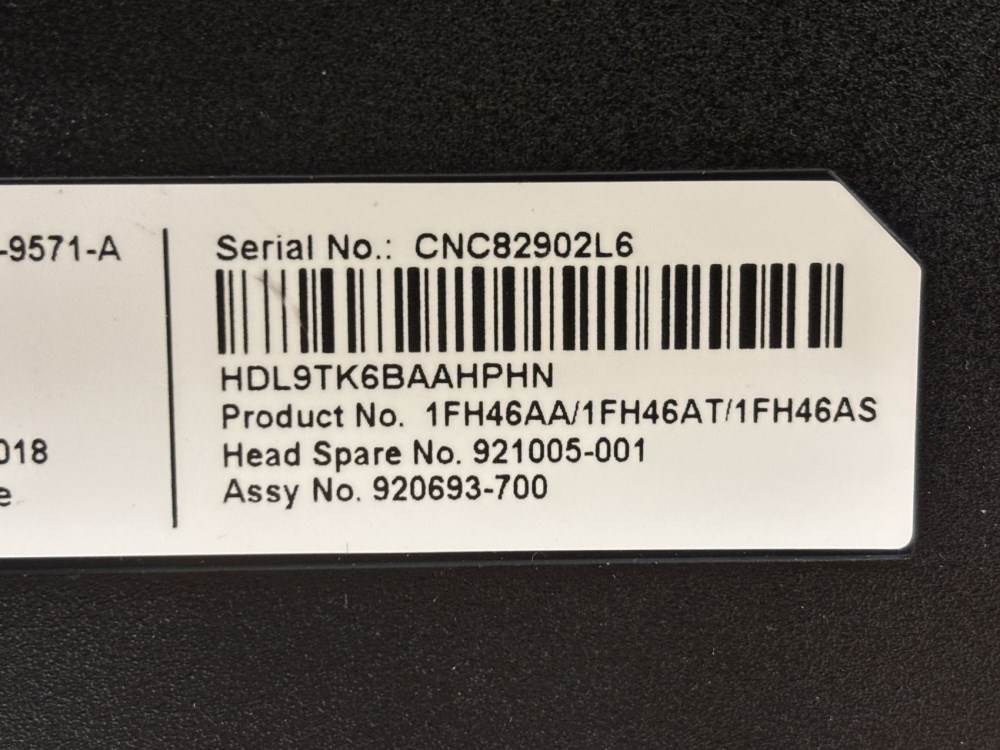 -9571-A
018
e
Serial No.: CNC82902L6
HDL9TK6BAAHPHN
Product No. 1FH46AA/1FH46AT/1FH46AS
Head Spare No. 921005-001
Assy No. 920693-700